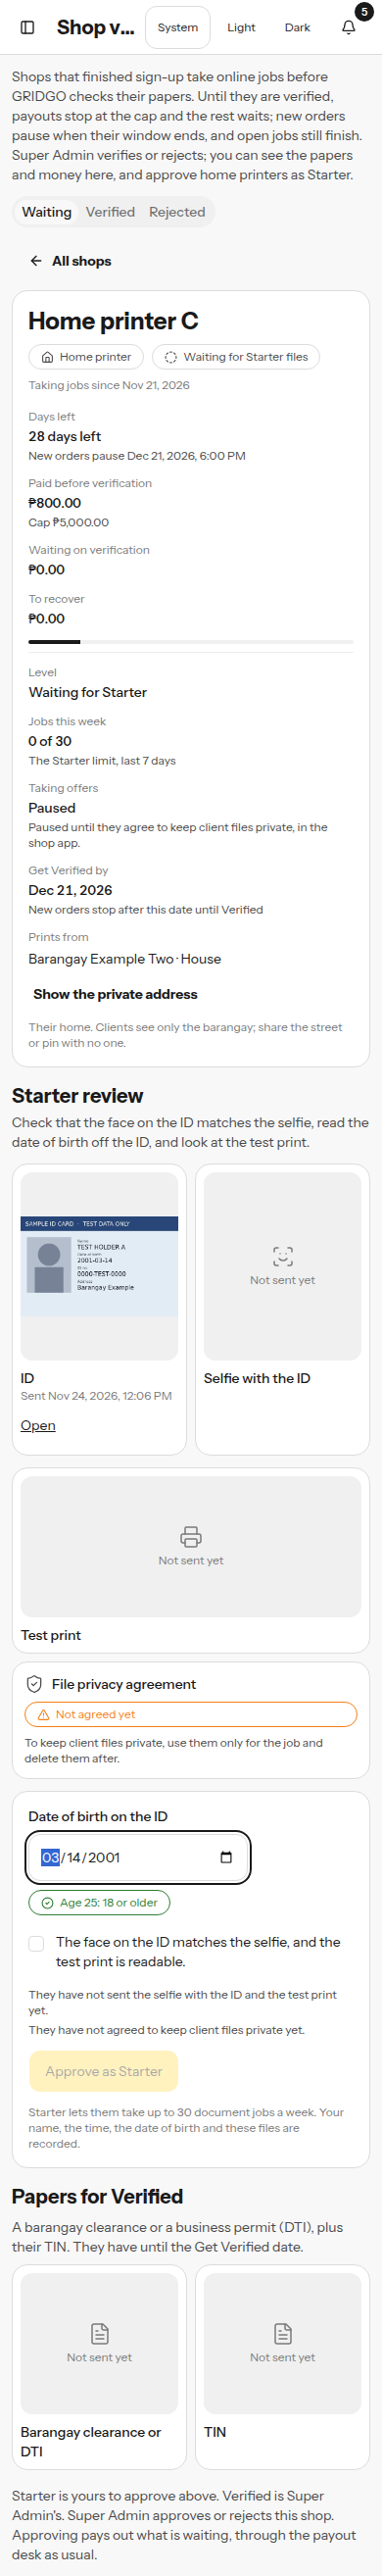 Shop v...
System
Light
Dark
5
Shops that finished sign-up take online jobs before
GRIDGO checks their papers. Until they are verified,
payouts stop at the cap and the rest waits; new orders
pause when their window ends, and open jobs still finish.
Super Admin verifies or rejects; you can see the papers
and money here, and approve home printers as Starter.
Waiting
Verified
Rejected
All shops
Home printer C
Home printer
Waiting for Starter files
Taking jobs since Nov 21, 2026
Days left
28 days left
New orders pause Dec 21, 2026, 6:00 PM
Paid before verification
₱800.00
Cap ₱5,000.00
Waiting on verification
₱0.00
To recover
₱0.00
Level
Waiting for Starter
Jobs this week
0 of 30
The Starter limit, last 7 days
Taking offers
Paused
Paused until they agree to keep client files private, in the
shop app.
Get Verified by
Dec 21, 2026
New orders stop after this date until Verified
Prints from
Barangay Example Two · House
Show the private address
Their home. Clients see only the barangay; share the street
or pin with no one.
Starter review
Check that the face on the ID matches the selfie, read the
date of birth off the ID, and look at the test print.
SAMPLE ID CARD · TEST DATA ONLY
Name
TEST HOLDER A
Date of birth
2001-03-14
0000-TEST-0000
Address
Barangay Example
ID
Sent Nov 24, 2026, 12:06 PM
Open
Not sent yet
Selfie with the ID
Not sent yet
Test print
File privacy agreement
Not agreed yet
To keep client files private, use them only for the job and
delete them after.
Date of birth on the ID
03/14/2001
Age 25: 18 or older
The face on the ID matches the selfie, and the
test print is readable.
They have not sent the selfie with the ID and the test print
yet.
They have not agreed to keep client files private yet.
Approve as Starter
Starter lets them take up to 30 document jobs a week. Your
name, the time, the date of birth and these files are
recorded.
Papers for Verified
A barangay clearance or a business permit (DTI), plus
their TIN. They have until the Get Verified date.
Not sent yet
Barangay clearance or
DTI
Not sent yet
TIN
Starter is yours to approve above. Verified is Super
Admin's. Super Admin approves or rejects this shop.
Approving pays out what is waiting, through the payout
desk as usual.